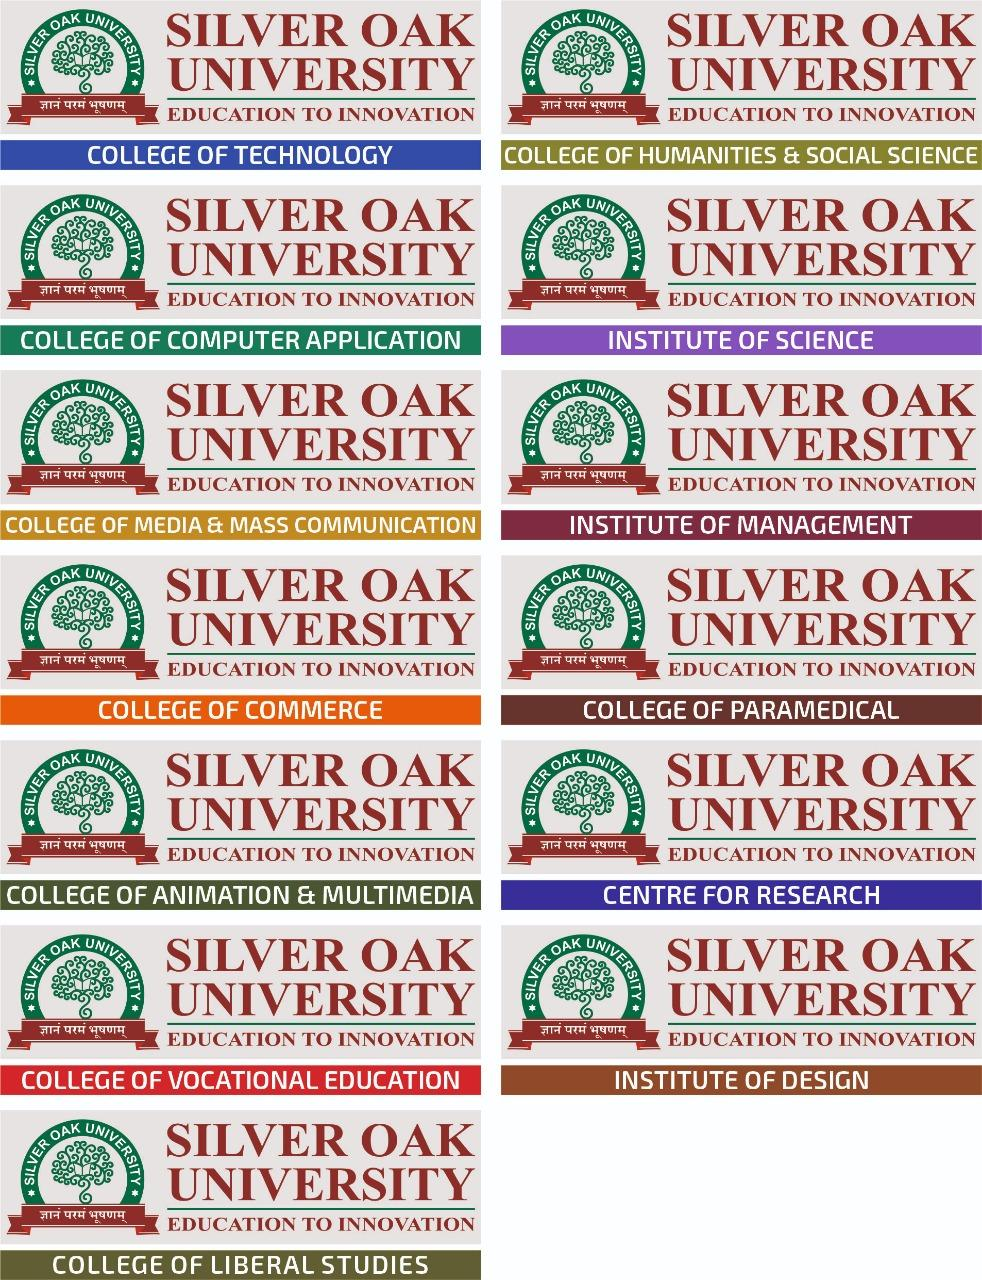 SILVER OAK UNIVERSITY
ज्ञानं परमं भूषणम्
SILVER OAK
UNIVERSITY
EDUCATION TO INNOVATION
COLLEGE OF TECHNOLOGY
SILVER OAK UNIVERSITY
ज्ञानं परमं भूषणम्
SILVER OAK
UNIVERSITY
EDUCATION TO INNOVATION
COLLEGE OF HUMANITIES & SOCIAL SCIENCE
SILVER OAK UNIVERSITY
ज्ञानं परमं भूषणम्
SILVER OAK
UNIVERSITY
EDUCATION TO INNOVATION
COLLEGE OF COMPUTER APPLICATION
SILVER OAK UNIVERSITY
ज्ञानं परमं भूषणम्
SILVER OAK
UNIVERSITY
EDUCATION TO INNOVATION
INSTITUTE OF SCIENCE
SILVER OAK UNIVERSITY
ज्ञानं परमं भूषणम्
SILVER OAK
UNIVERSITY
EDUCATION TO INNOVATION
COLLEGE OF MEDIA & MASS COMMUNICATION
SILVER OAK UNIVERSITY
ज्ञानं परमं भूषणम्
SILVER OAK
UNIVERSITY
EDUCATION TO INNOVATION
INSTITUTE OF MANAGEMENT
SILVER OAK UNIVERSITY
ज्ञानं परमं भूषणम्
SILVER OAK
UNIVERSITY
EDUCATION TO INNOVATION
COLLEGE OF COMMERCE
SILVER OAK UNIVERSITY
ज्ञानं परमं भूषणम्
SILVER OAK
UNIVERSITY
EDUCATION TO INNOVATION
COLLEGE OF PARAMEDICAL
SILVER OAK UNIVERSITY
ज्ञानं परमं भूषणम्
SILVER OAK
UNIVERSITY
EDUCATION TO INNOVATION
COLLEGE OF ANIMATION & MULTIMEDIA
SILVER OAK UNIVERSITY
ज्ञानं परमं भूषणम्
SILVER OAK
UNIVERSITY
EDUCATION TO INNOVATION
CENTRE FOR RESEARCH
SILVER OAK UNIVERSITY
ज्ञानं परमं भूषणम्
SILVER OAK
UNIVERSITY
EDUCATION TO INNOVATION
COLLEGE OF VOCATIONAL EDUCATION
SILVER OAK UNIVERSITY
ज्ञानं परमं भूषणम्
SILVER OAK
UNIVERSITY
EDUCATION TO INNOVATION
INSTITUTE OF DESIGN
SILVER OAK UNIVERSITY
ज्ञानं परमं भूषणम्
SILVER OAK
UNIVERSITY
EDUCATION TO INNOVATION
COLLEGE OF LIBERAL STUDIES